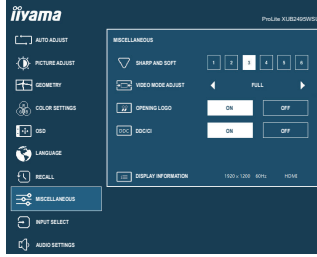 iiyama
ProLite XUB2495WSU
AUTO ADJUST
PICTURE ADJUST
GEOMETRY
COLOR SETTINGS
OSD
LANGUAGE
RECALL
MISCELLANEOUS
INPUT SELECT
AUDIO SETTINGS
MISCELLANEOUS
SHARP AND SOFT 1 2 3 4 5 6
VIDEO MODE ADJUST FULL
OPENING LOGO ON OFF
DDC DDC/CI ON OFF
DISPLAY INFORMATION 1920 x 1200 60Hz HDMI